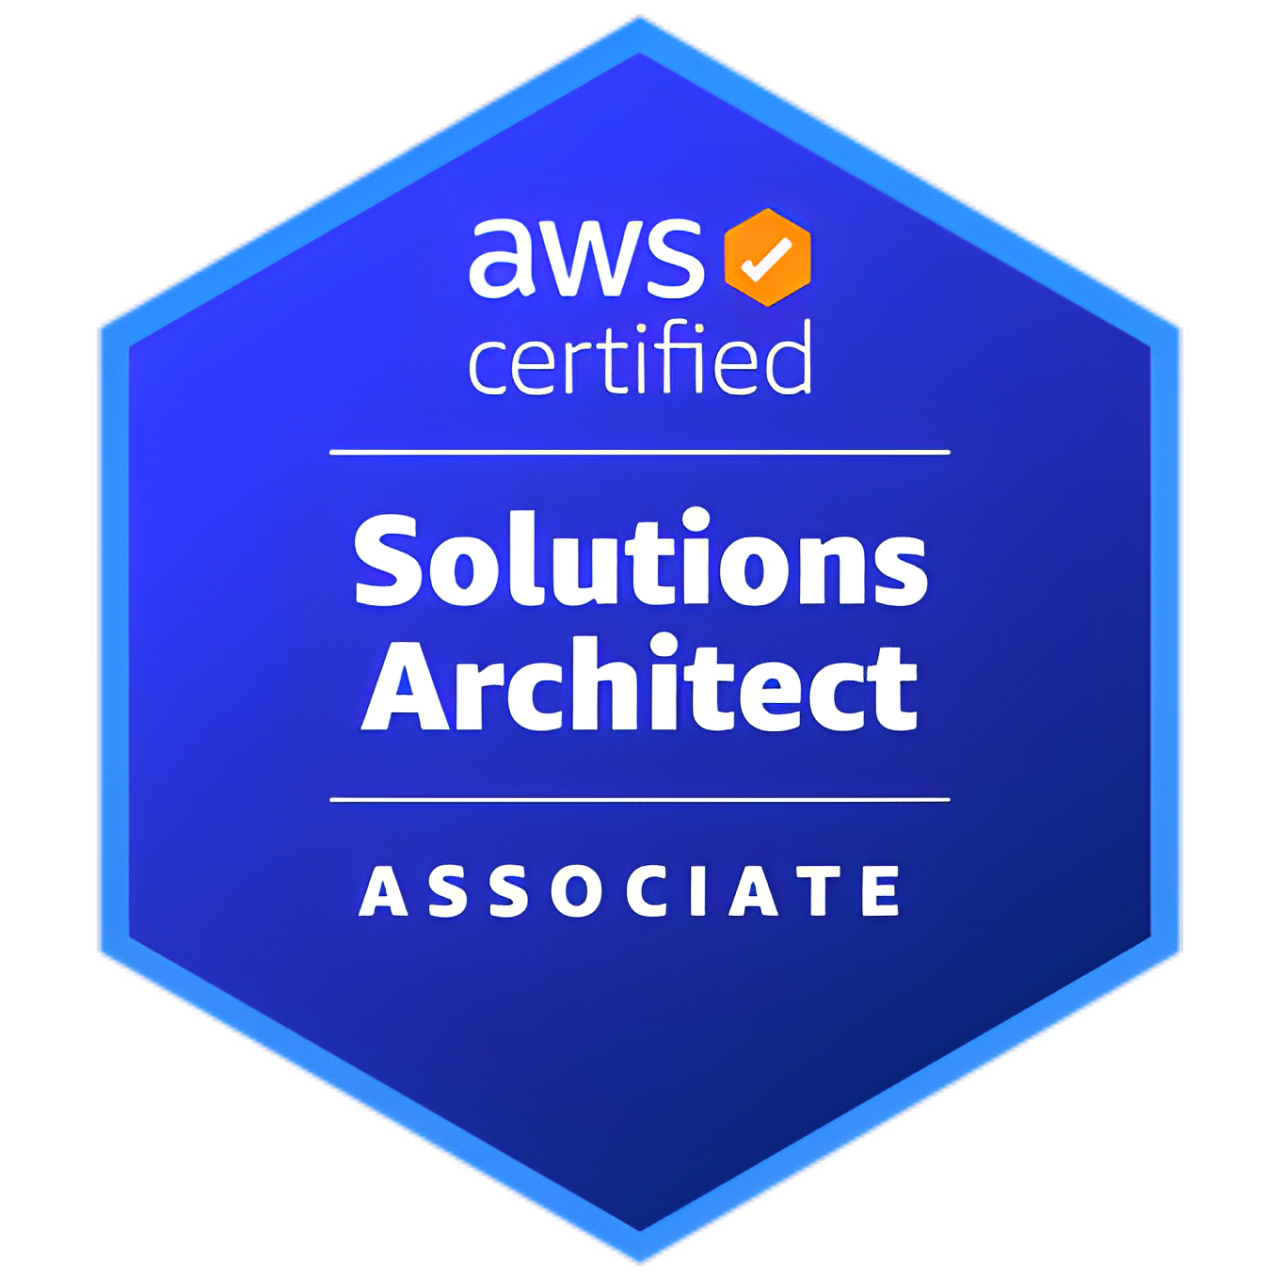 aws
certified
Solutions
Architect
ASSOCIATE